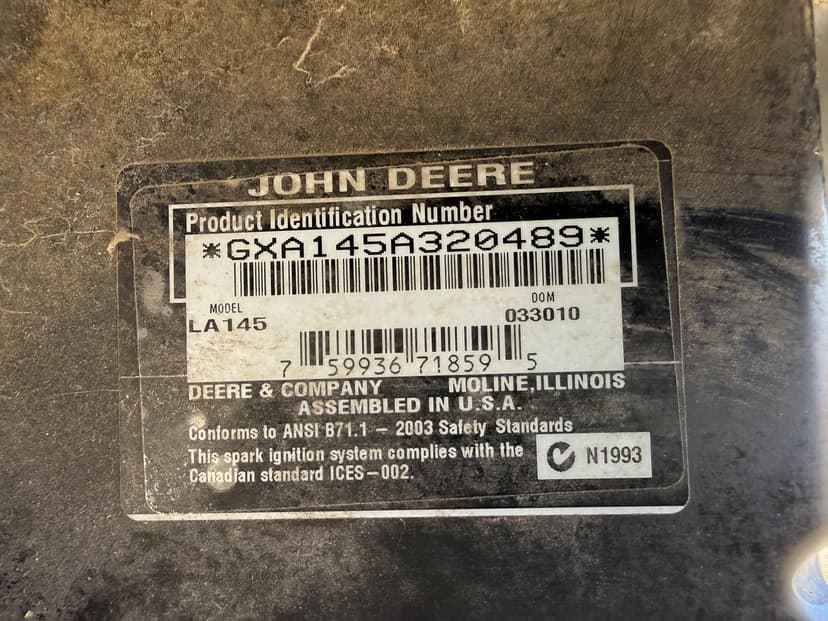 JOHN DEERE
Product Identification Number
*GXA145A320489*
MODEL DOM
LA145 033010
7 59936 71859 5
DEERE & COMPANY MOLINE,ILLINOIS
ASSEMBLED IN U.S.A.
Conforms to ANSI B71.1 – 2003 Safety Standards
This spark ignition system complies with the
Canadian standard ICES–002.
N1993